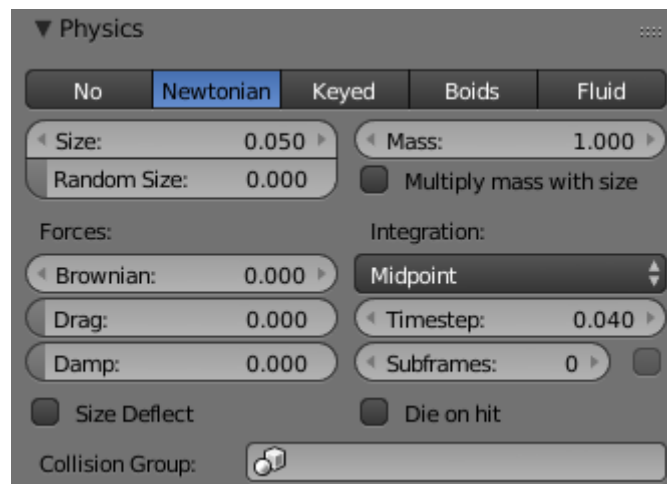 Physics
No Newtonian Keyed Boids Fluid
Size: 0.050 Mass: 1.000
Random Size: 0.000 Multiply mass with size
Forces: Integration:
Brownian: 0.000 Midpoint
Drag: 0.000 Timestep: 0.040
Damp: 0.000 Subframes: 0
Size Deflect Die on hit
Collision Group: